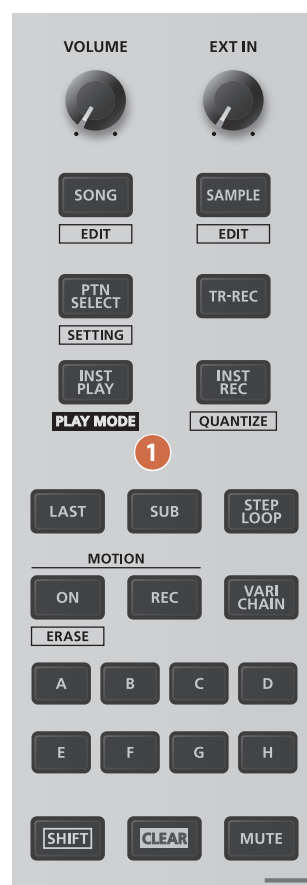 VOLUME EXT IN
SONG SAMPLE
EDIT EDIT
PTN
SELECT TR-REC
SETTING
INST
PLAY INST
REC
PLAY MODE QUANTIZE
1
LAST SUB STEP
LOOP
MOTION
ON REC VARI
CHAIN
ERASE
A B C D
E F G H
SHIFT CLEAR MUTE